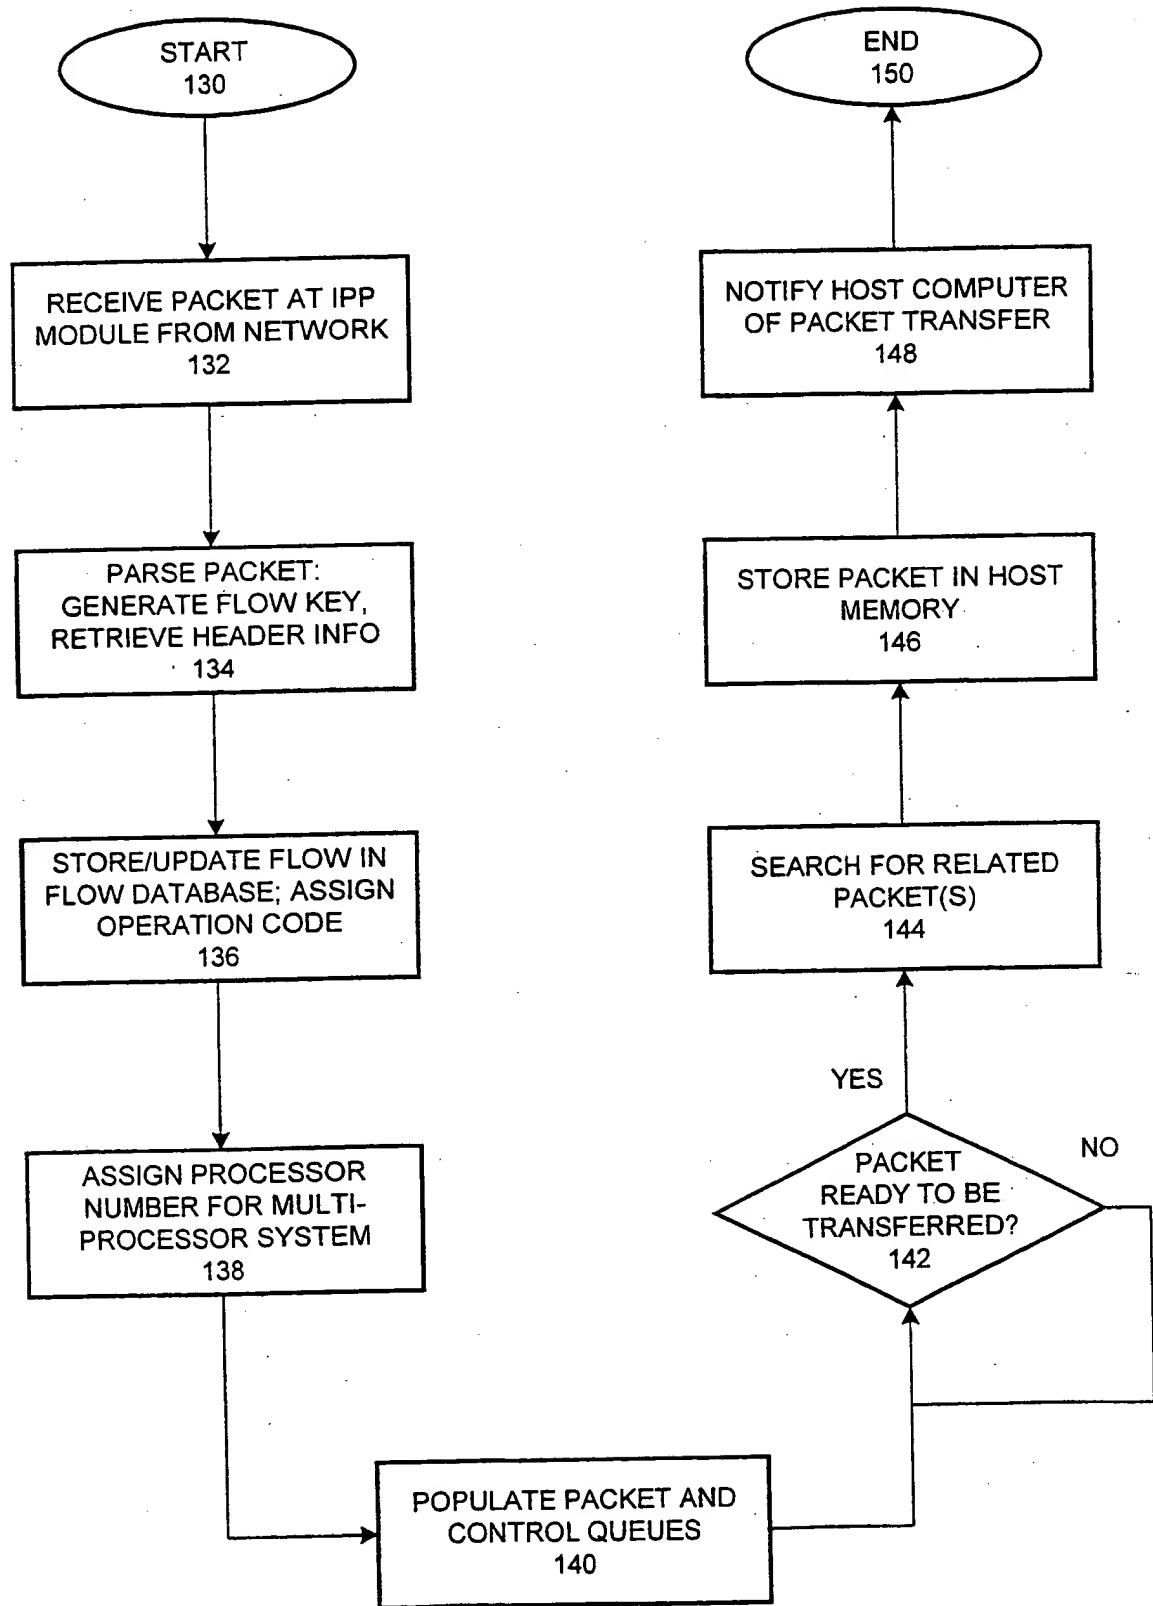 START
130
RECEIVE PACKET AT IPP
MODULE FROM NETWORK
132
PARSE PACKET:
GENERATE FLOW KEY,
RETRIEVE HEADER INFO
134
STORE/UPDATE FLOW IN
FLOW DATABASE; ASSIGN
OPERATION CODE
136
ASSIGN PROCESSOR
NUMBER FOR MULTI-
PROCESSOR SYSTEM
138
POPULATE PACKET AND
CONTROL QUEUES
140
PACKET
READY TO BE
TRANSFERRED?
142
NO
YES
SEARCH FOR RELATED
PACKET(S)
144
STORE PACKET IN HOST
MEMORY
146
NOTIFY HOST COMPUTER
OF PACKET TRANSFER
148
END
150